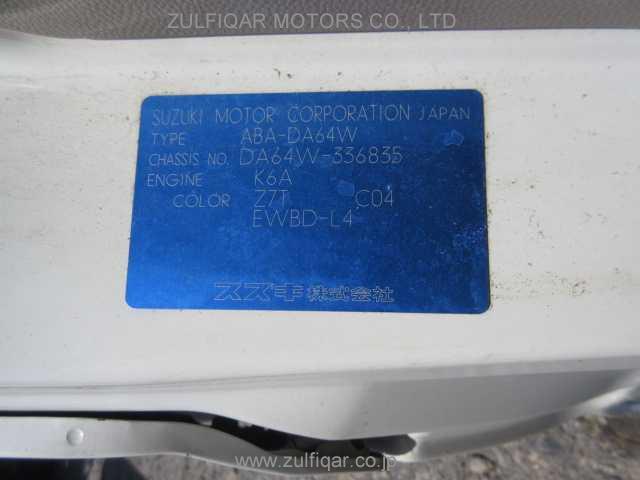 ZULFIQAR MOTORS CO., LTD.
SUZUKI MOTOR CORPORATION JAPAN
TYPE ABA-DA64W
CHASSIS NO. DA64W-336835
ENGINE K6A
COLOR Z7T C04
EWBD-L4
スズキ株式会社
www.zulfiqar.co.jp